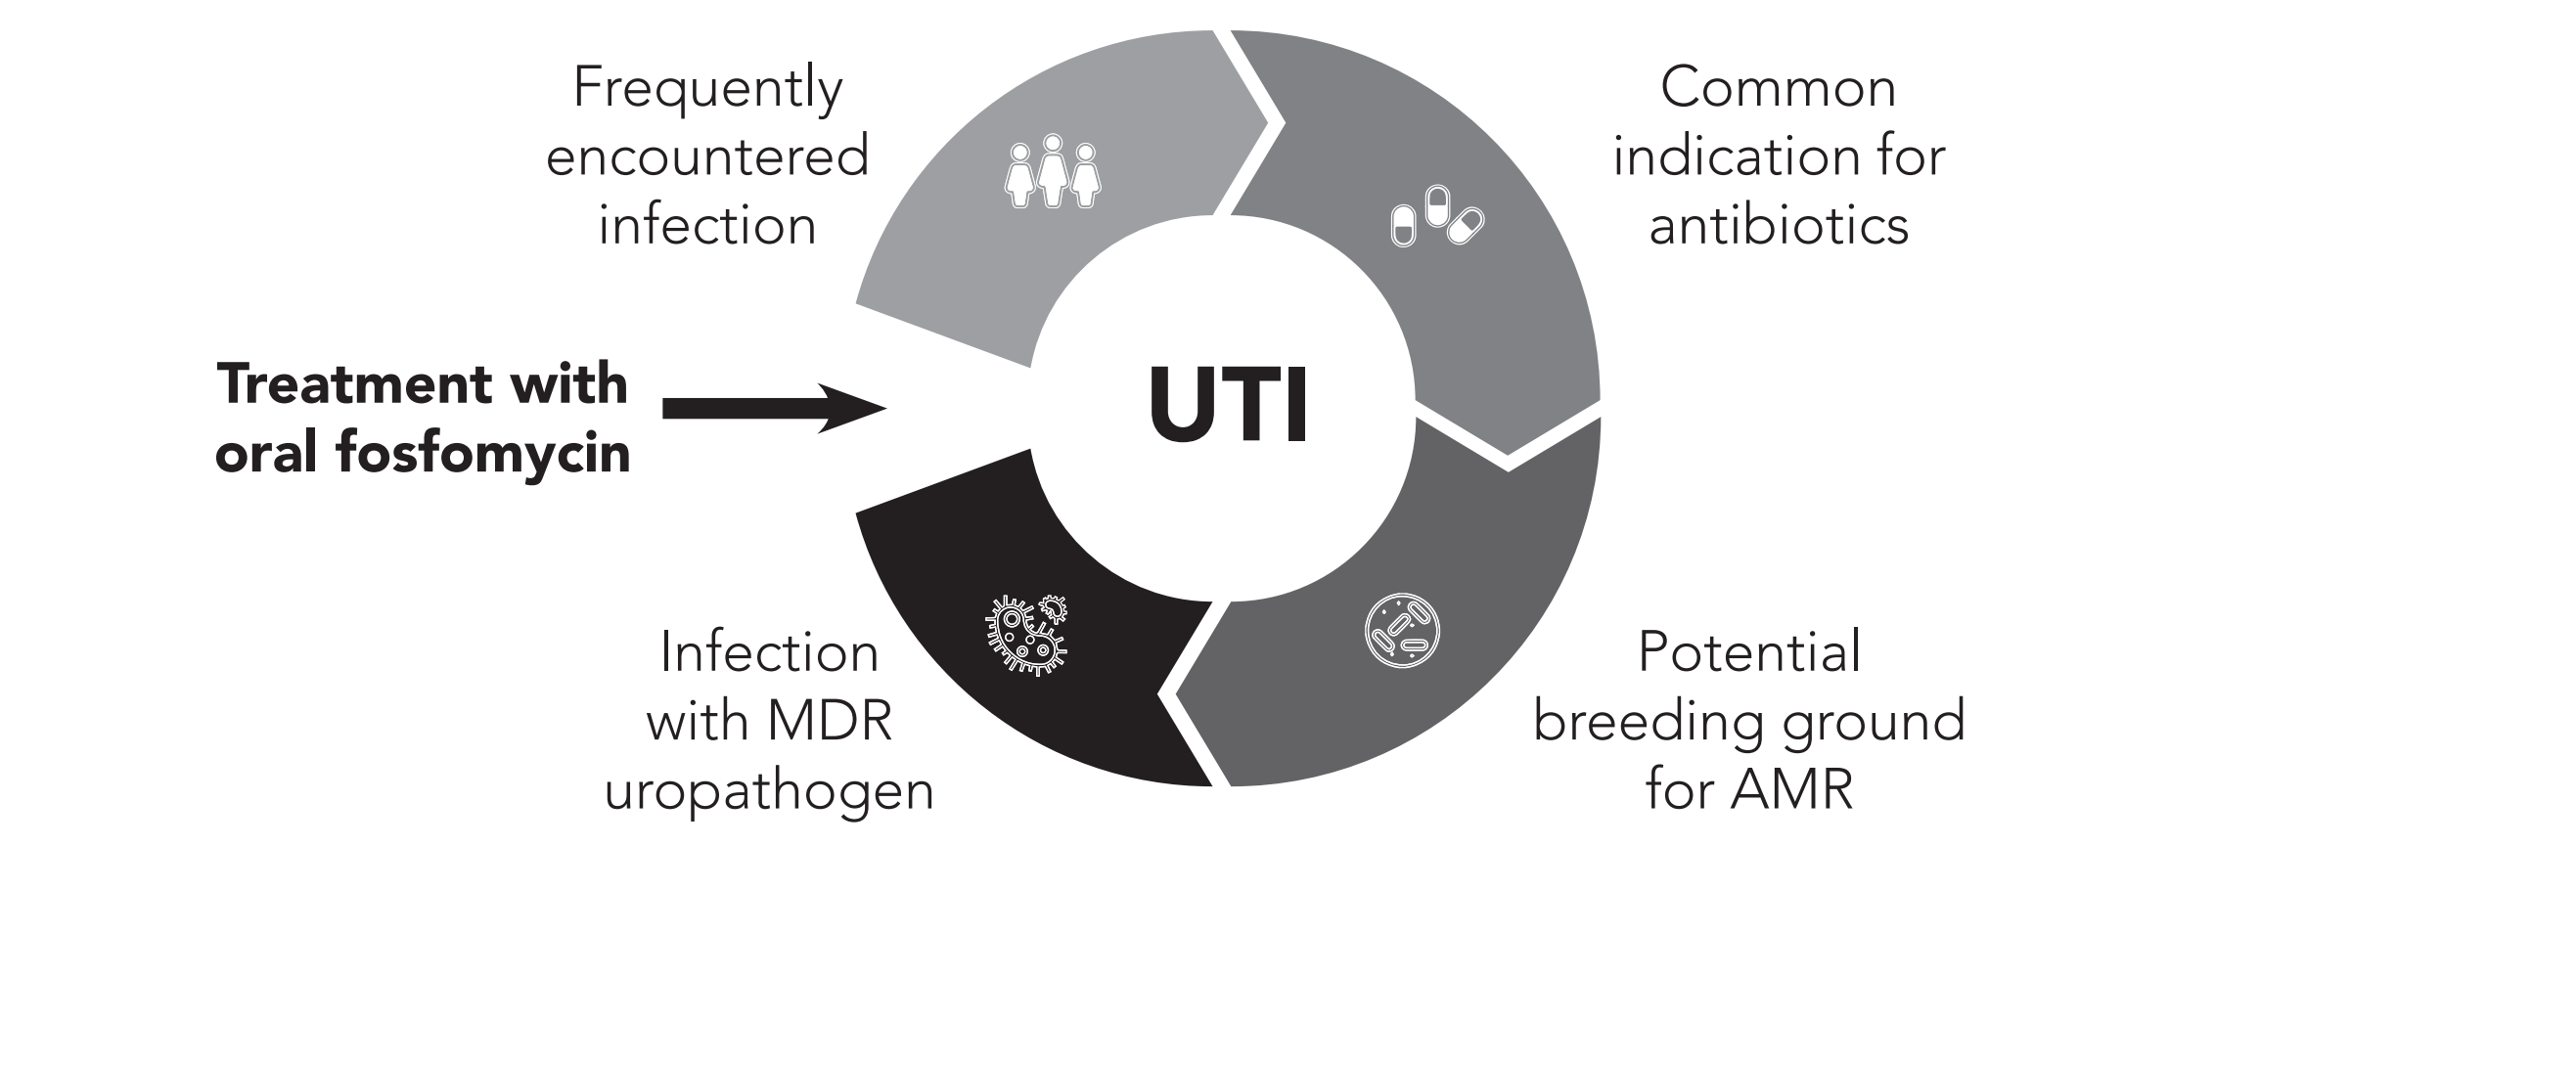 Frequently
encountered
infection
Common
indication for
antibiotics
Treatment with
oral fosfomycin
UTI
Infection
with MDR
uropathogen
Potential
breeding ground
for AMR